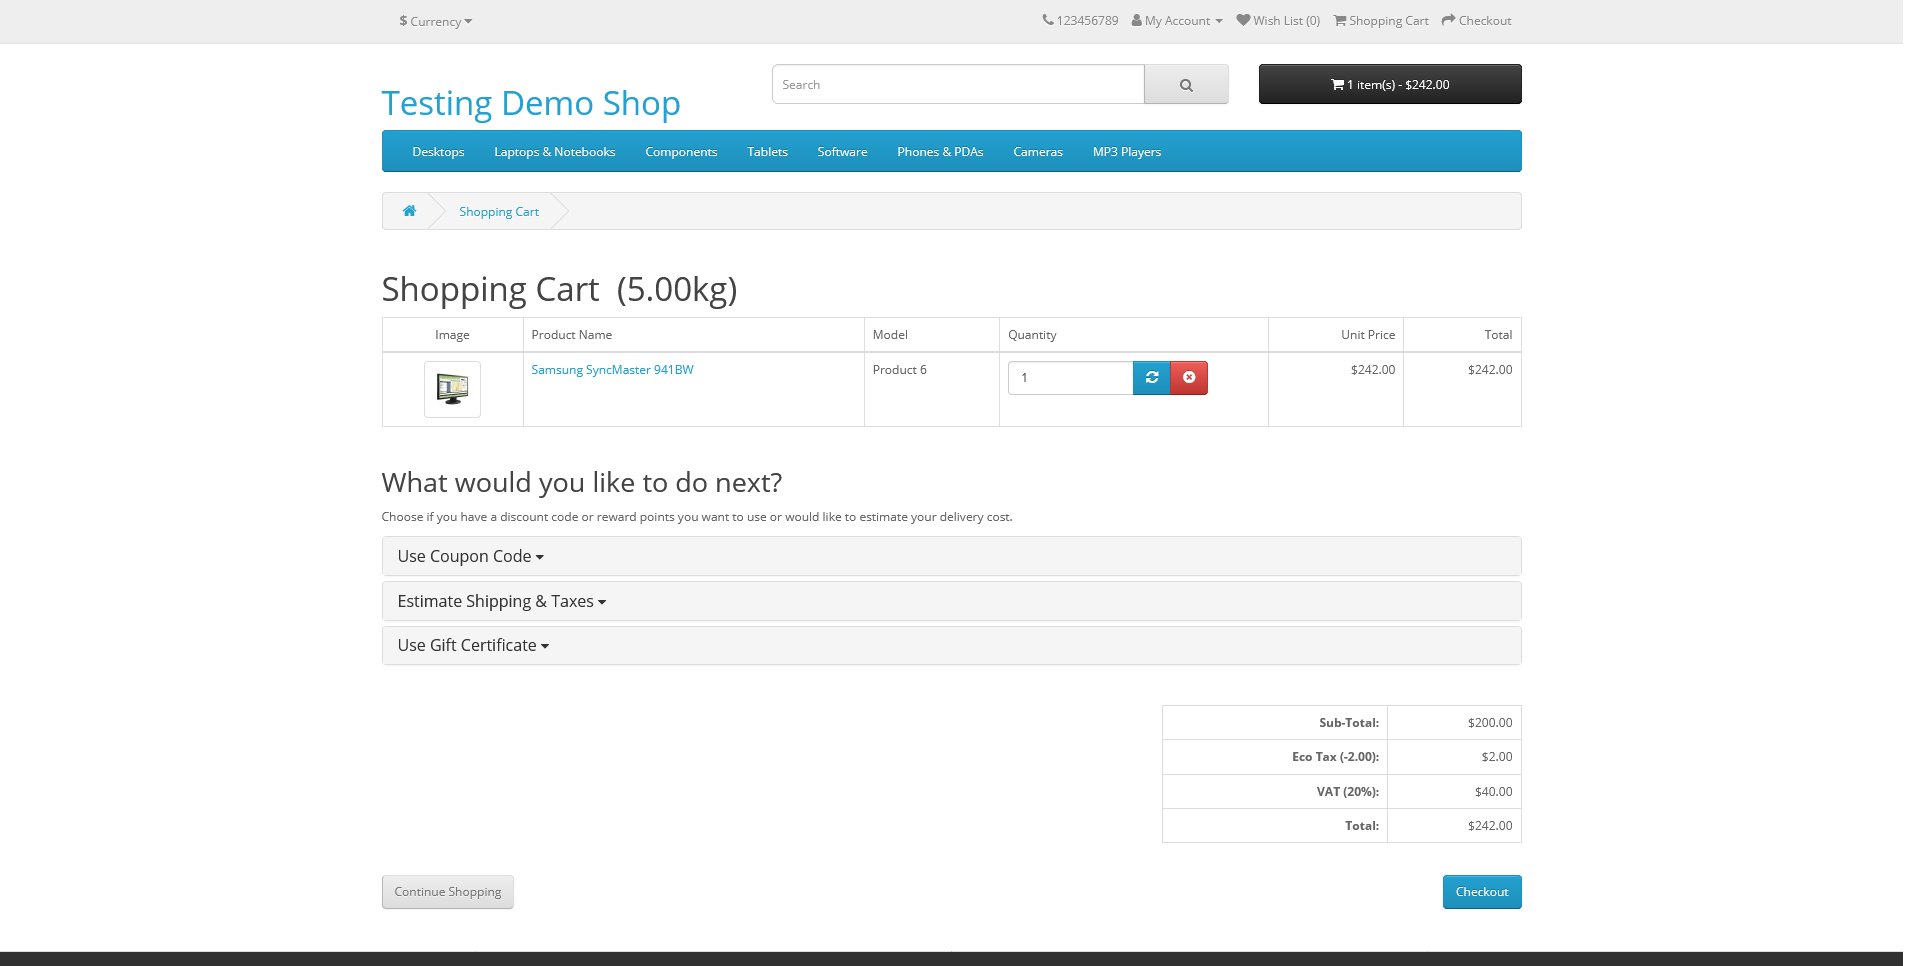 $ Currency
123456789 My Account Wish List (0) Shopping Cart Checkout
Testing Demo Shop
Search
1 item(s) - $242.00
Desktops Laptops & Notebooks Components Tablets Software Phones & PDAs Cameras MP3 Players
Shopping Cart
Shopping Cart (5.00kg)
Image Product Name Model Quantity Unit Price Total
Samsung SyncMaster 941BW Product 6 1 $242.00 $242.00
What would you like to do next?
Choose if you have a discount code or reward points you want to use or would like to estimate your delivery cost.
Use Coupon Code
Estimate Shipping & Taxes
Use Gift Certificate
Sub-Total: $200.00
Eco Tax (-2.00): $2.00
VAT (20%): $40.00
Total: $242.00
Continue Shopping Checkout